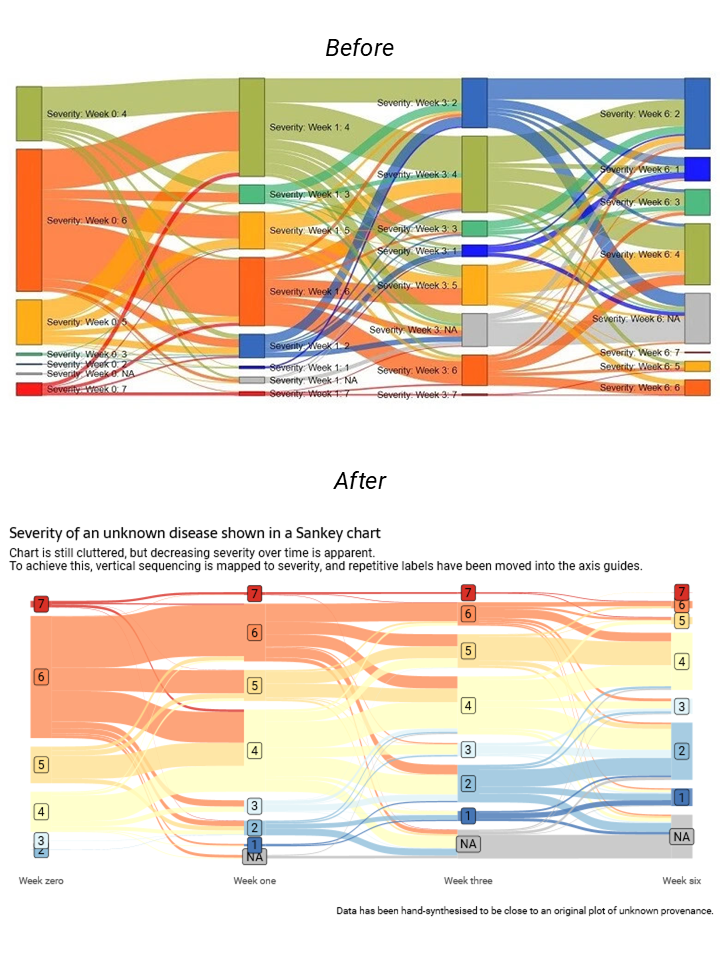 Before
Severity: Week 0: 4
Severity: Week 0: 6
Severity: Week 0: 5
Severity: Week 0: 3
Severity: Week 0: 2
Severity: Week 0: NA
Severity: Week 0: 7
Severity: Week 1: 4
Severity: Week 1: 3
Severity: Week 1: 5
Severity: Week 1: 6
Severity: Week 1: 2
Severity: Week 1: 1
Severity: Week 1: NA
Severity: Week 1: 7
Severity: Week 3: 2
Severity: Week 3: 4
Severity: Week 3: 3
Severity: Week 3: 1
Severity: Week 3: 5
Severity: Week 3: NA
Severity: Week 3: 6
Severity: Week 3: 7
Severity: Week 6: 2
Severity: Week 6: 1
Severity: Week 6: 3
Severity: Week 6: 4
Severity: Week 6: NA
Severity: Week 6: 7
Severity: Week 6: 5
Severity: Week 6: 6
After
Severity of an unknown disease shown in a Sankey chart
Chart is still cluttered, but decreasing severity over time is apparent.
To achieve this, vertical sequencing is mapped to severity, and repetitive labels have been moved into the axis guides.
7
6
5
4
3
2
7
6
5
4
3
2
1
NA
7
6
5
4
3
2
1
NA
7
6
5
4
3
2
1
NA
Week zero
Week one
Week three
Week six
Data has been hand-synthesised to be close to an original plot of unknown provenance.